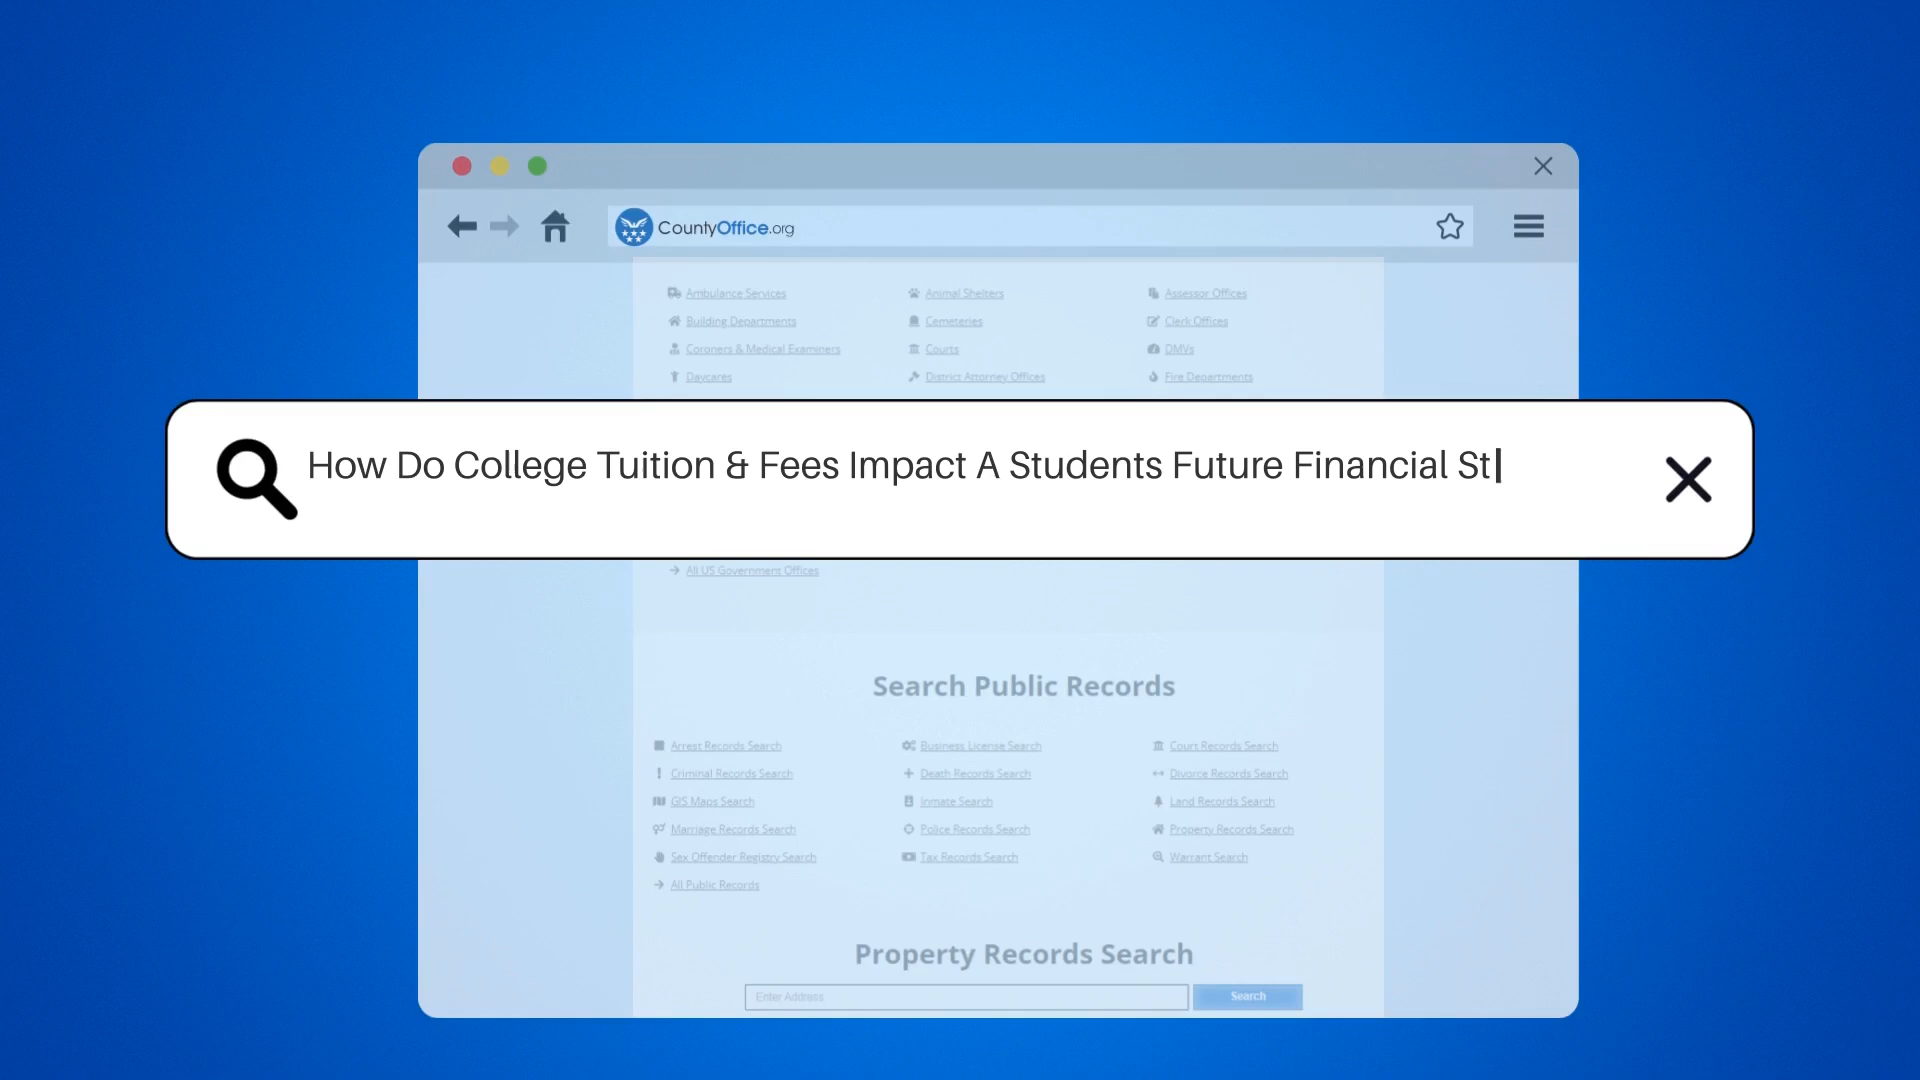 CountyOffice.org
Ambulance Services Animal Shelters Assessor Offices
Building Departments Cemeteries Clerk Offices
Coroners & Medical Examiners Courts DMVs
Daycares District Attorney Offices Fire Departments
How Do College Tuition & Fees Impact A Students Future Financial St
All US Government Offices
Search Public Records
Arrest Records Search Business License Search Court Records Search
Criminal Records Search Death Records Search Divorce Records Search
GIS Maps Search Inmate Search Land Records Search
Marriage Records Search Police Records Search Property Records Search
Sex Offender Registry Search Tax Records Search Warrant Search
All Public Records
Property Records Search
Enter Address Search